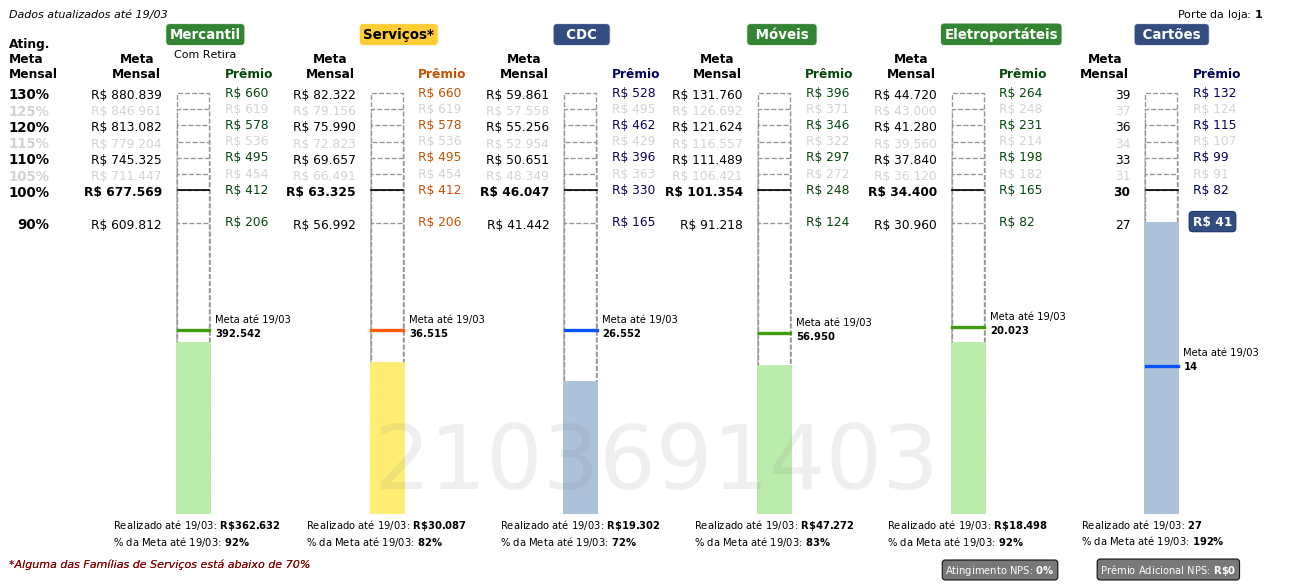 Dados atualizados até 19/03
Porte da loja: 1
Mercantil Serviços* CDC Móveis Eletroportáteis Cartões
Com Retira
Ating. Meta Mensal
Meta Mensal Prêmio Meta Mensal Prêmio Meta Mensal Prêmio Meta Mensal Prêmio Meta Mensal Prêmio Meta Mensal Prêmio
130% R$ 880.839 R$ 660 R$ 82.322 R$ 660 R$ 59.861 R$ 528 R$ 131.760 R$ 396 R$ 44.720 R$ 264 39 R$ 132
125% R$ 846.961 R$ 619 R$ 79.156 R$ 619 R$ 57.558 R$ 495 R$ 126.692 R$ 371 R$ 43.000 R$ 248 37 R$ 124
120% R$ 813.082 R$ 578 R$ 75.990 R$ 578 R$ 55.256 R$ 462 R$ 121.624 R$ 346 R$ 41.280 R$ 231 36 R$ 115
115% R$ 779.204 R$ 536 R$ 72.823 R$ 536 R$ 52.954 R$ 429 R$ 116.557 R$ 322 R$ 39.560 R$ 214 34 R$ 107
110% R$ 745.325 R$ 495 R$ 69.657 R$ 495 R$ 50.651 R$ 396 R$ 111.489 R$ 297 R$ 37.840 R$ 198 33 R$ 99
105% R$ 711.447 R$ 454 R$ 66.491 R$ 454 R$ 48.349 R$ 363 R$ 106.421 R$ 272 R$ 36.120 R$ 182 31 R$ 91
100% R$ 677.569 R$ 412 R$ 63.325 R$ 412 R$ 46.047 R$ 330 R$ 101.354 R$ 248 R$ 34.400 R$ 165 30 R$ 82
90% R$ 609.812 R$ 206 R$ 56.992 R$ 206 R$ 41.442 R$ 165 R$ 91.218 R$ 124 R$ 30.960 R$ 82 27 R$ 41
Meta até 19/03 Meta até 19/03 Meta até 19/03 Meta até 19/03 Meta até 19/03
392.542 36.515 26.552 56.950 20.023
Meta até 19/03
14
2103691403
Realizado até 19/03: R$362.632 Realizado até 19/03: R$30.087 Realizado até 19/03: R$19.302 Realizado até 19/03: R$47.272 Realizado até 19/03: R$18.498 Realizado até 19/03: 27
% da Meta até 19/03: 92% % da Meta até 19/03: 82% % da Meta até 19/03: 72% % da Meta até 19/03: 83% % da Meta até 19/03: 92% % da Meta até 19/03: 192%
*Alguma das Famílias de Serviços está abaixo de 70%
Atingimento NPS: 0% Prêmio Adicional NPS: R$0